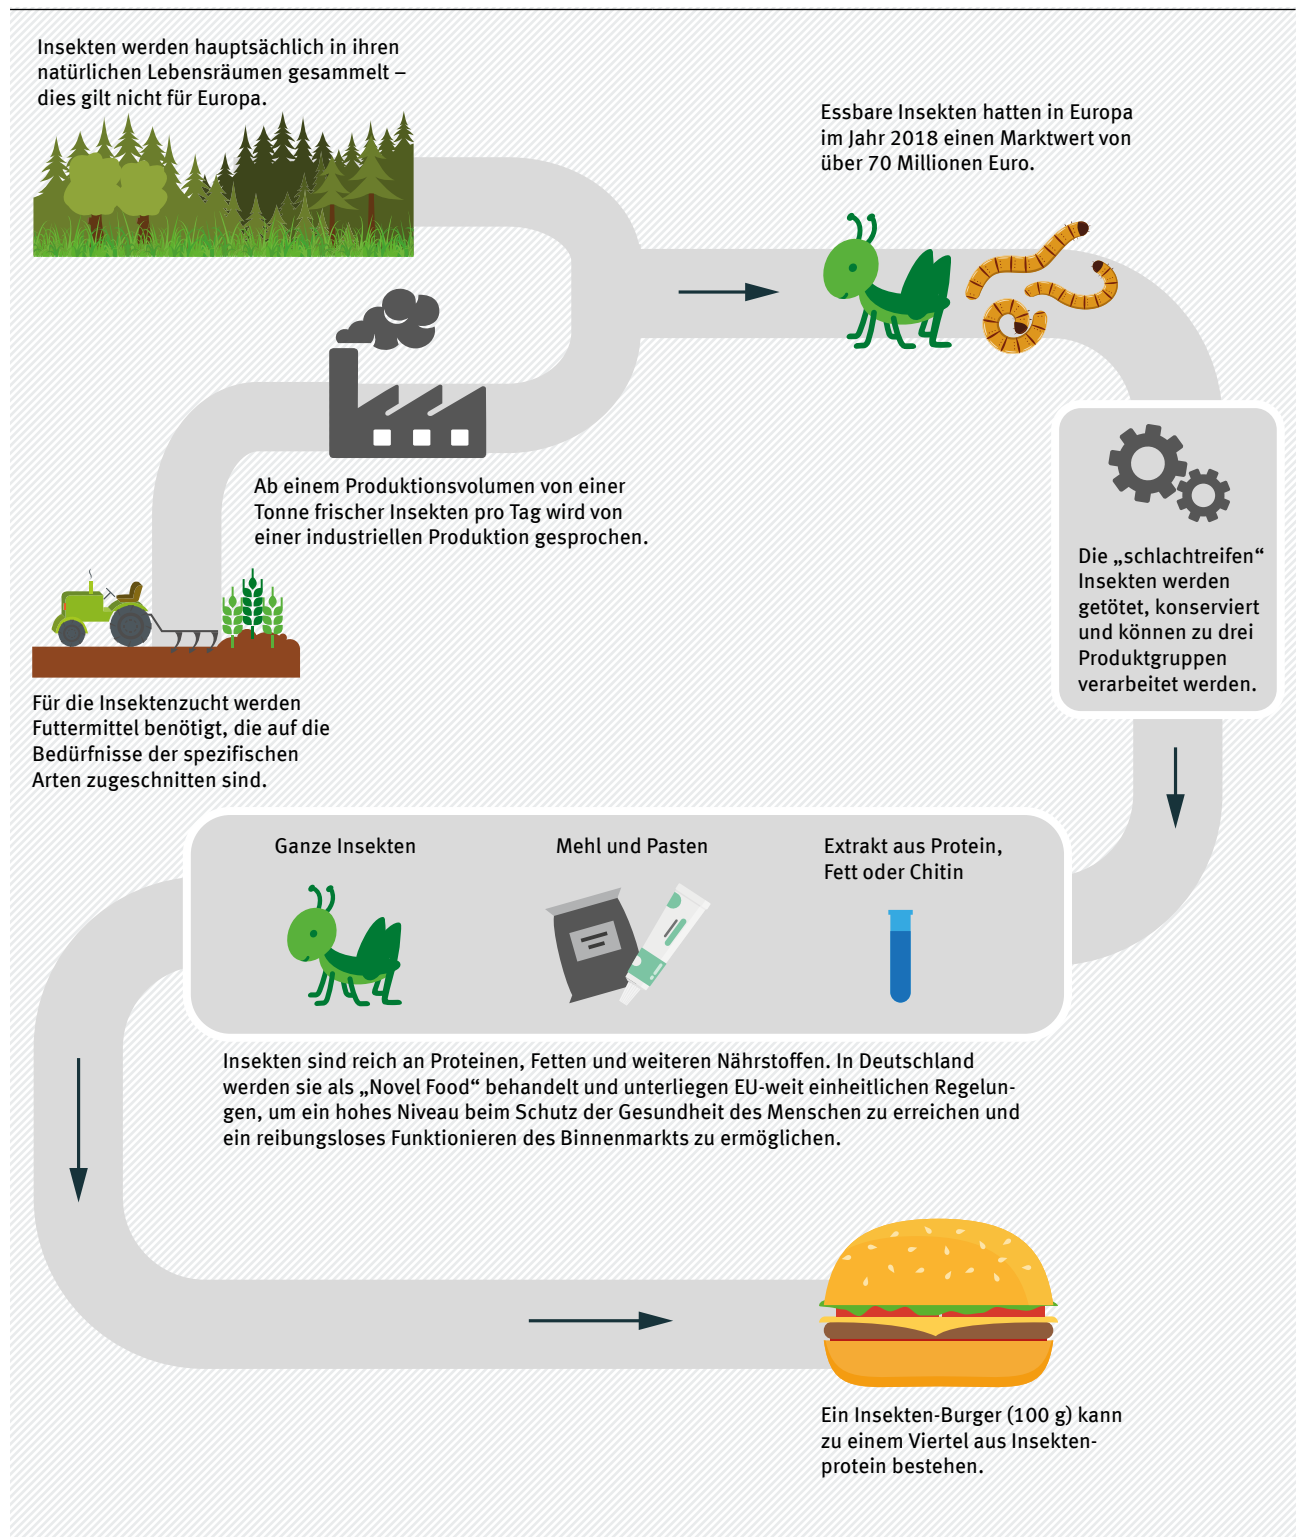 Insekten werden hauptsächlich in ihren
natürlichen Lebensräumen gesammelt –
dies gilt nicht für Europa.
Essbare Insekten hatten in Europa
im Jahr 2018 einen Marktwert von
über 70 Millionen Euro.
Ab einem Produktionsvolumen von einer
Tonne frischer Insekten pro Tag wird von
einer industriellen Produktion gesprochen.
Die „schlachtreifen“
Insekten werden
getötet, konserviert
und können zu drei
Produktgruppen
verarbeitet werden.
Für die Insektenzucht werden
Futtermittel benötigt, die auf die
Bedürfnisse der spezifischen
Arten zugeschnitten sind.
Ganze Insekten
Mehl und Pasten
Extrakt aus Protein,
Fett oder Chitin
Insekten sind reich an Proteinen, Fetten und weiteren Nährstoffen. In Deutschland
werden sie als „Novel Food“ behandelt und unterliegen EU-weit einheitlichen Regelun-
gen, um ein hohes Niveau beim Schutz der Gesundheit des Menschen zu erreichen und
ein reibungsloses Funktionieren des Binnenmarkts zu ermöglichen.
Ein Insekten-Burger (100 g) kann
zu einem Viertel aus Insekten-
protein bestehen.